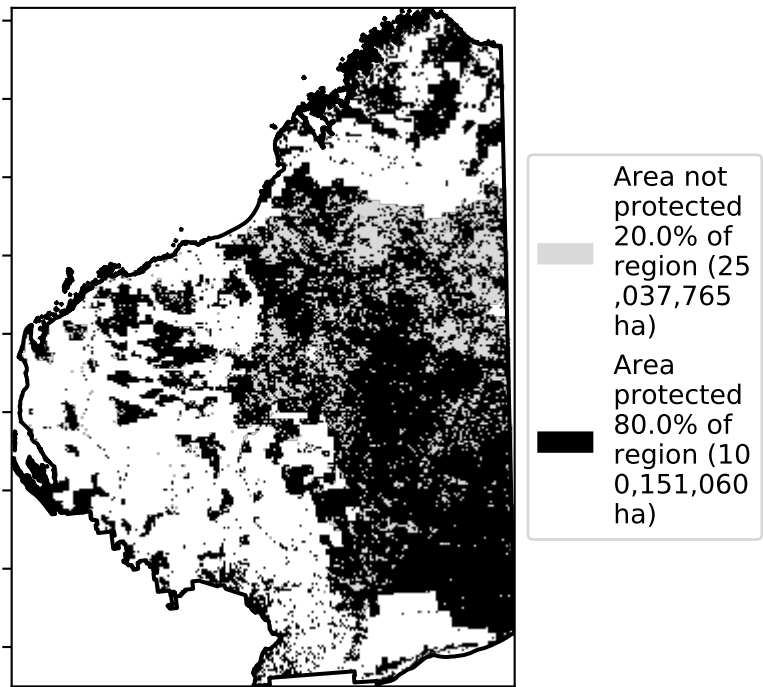 Area not
protected
20.0% of
region (25
,037,765
ha)
Area
protected
80.0% of
region (10
0,151,060
ha)